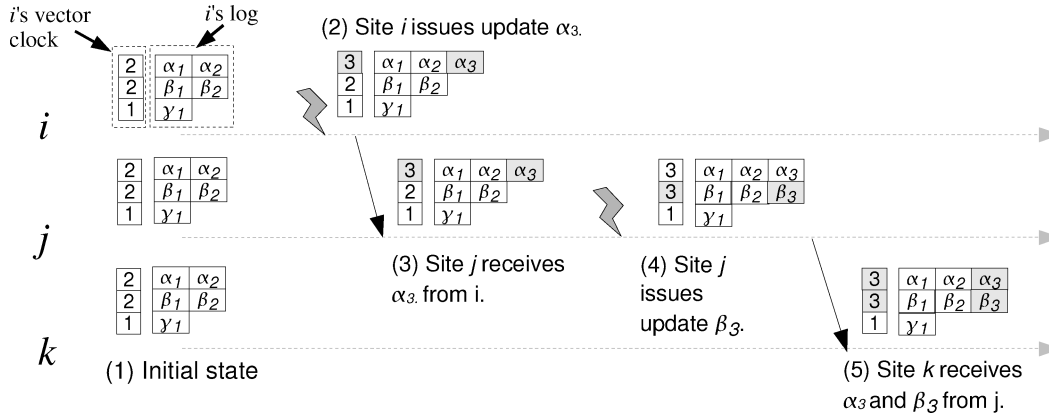 i's vector
clock
i's log
(2) Site i issues update α3.
2 α1 α2
2 β1 β2
1 γ1
3 α1 α2 α3
2 β1 β2
1 γ1
i
2 α1 α2
2 β1 β2
1 γ1
3 α1 α2 α3
2 β1 β2
1 γ1
3 α1 α2 α3
3 β1 β2 β3
1 γ1
j
(3) Site j receives
α3. from i.
(4) Site j
issues
update β3.
2 α1 α2
2 β1 β2
1 γ1
3 α1 α2 α3
3 β1 β2 β3
1 γ1
k
(1) Initial state
(5) Site k receives
α3 and β3 from j.